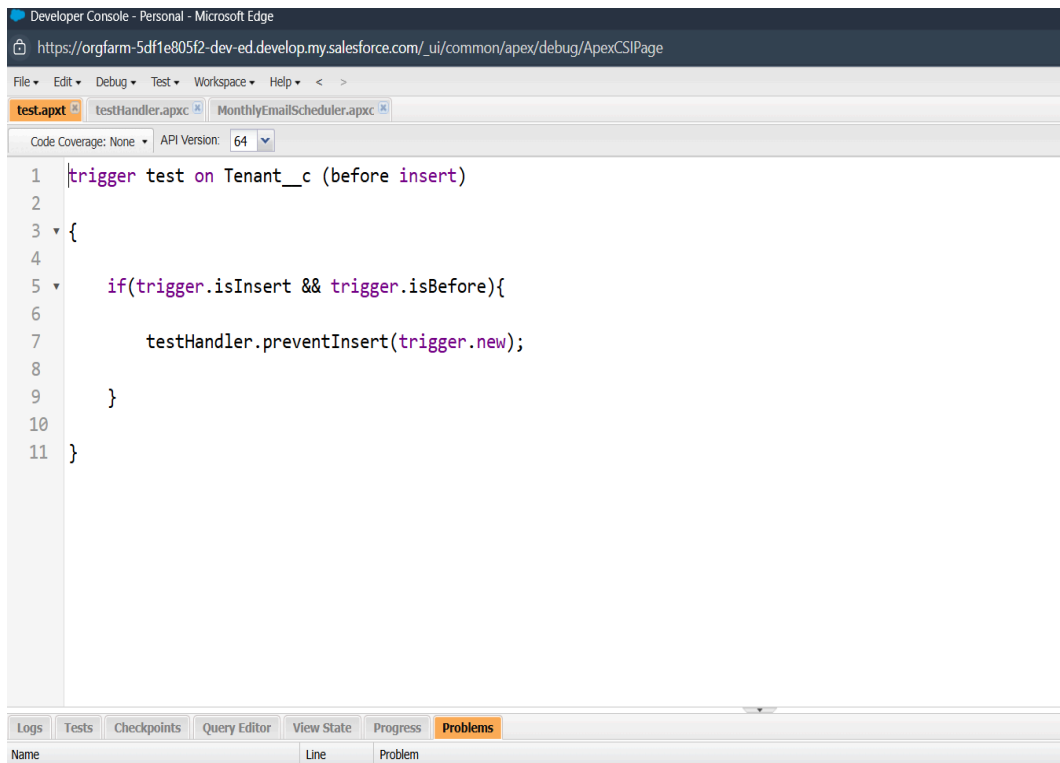 Developer Console - Personal - Microsoft Edge
https://orgfarm-5df1e805f2-dev-ed.develop.my.salesforce.com/_ui/common/apex/debug/ApexCSIPage
File Edit Debug Test Workspace Help < >
test.apxt testHandler.apxc MonthlyEmailScheduler.apxc
Code Coverage: None API Version: 64
1 trigger test on Tenant__c (before insert)
2
3 {
4
5 if(trigger.isInsert && trigger.isBefore){
6
7 testHandler.preventInsert(trigger.new);
8
9 }
10
11 }
Logs Tests Checkpoints Query Editor View State Progress Problems
Name Line Problem